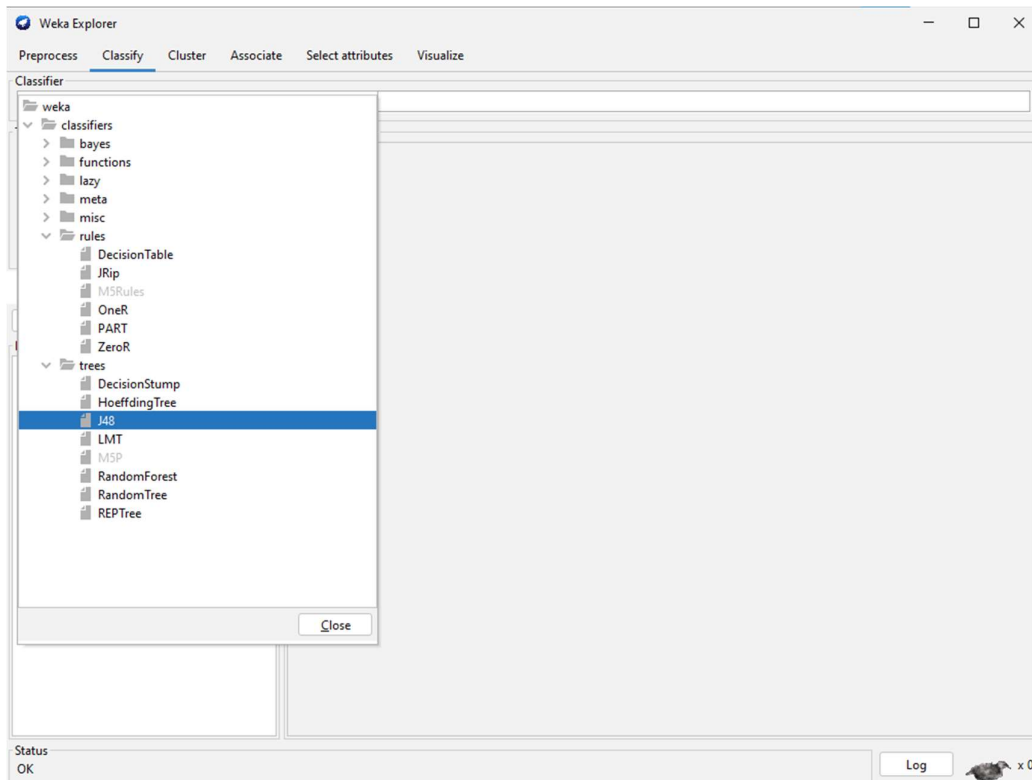 Weka Explorer
Preprocess Classify Cluster Associate Select attributes Visualize
Classifier
weka
classifiers
bayes
functions
lazy
meta
misc
rules
DecisionTable
JRip
M5Rules
OneR
PART
ZeroR
trees
DecisionStump
HoeffdingTree
J48
LMT
M5P
RandomForest
RandomTree
REPTree
Close
Status
OK
Log
x 0